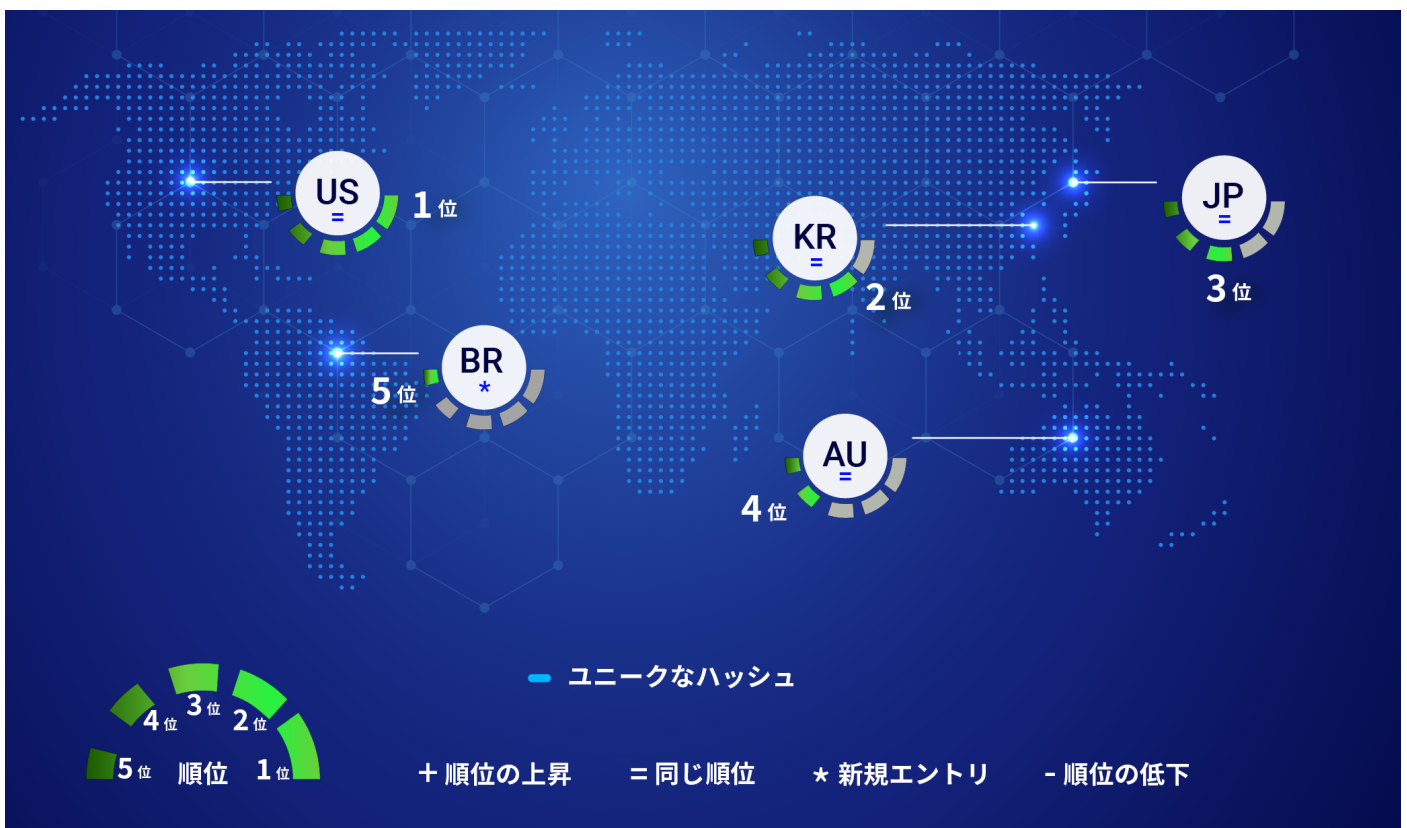 US
=
1位
JP
=
3位
KR
=
2位
BR
*
5位
AU
=
4位
ユニークなハッシュ
3位
4位
2位
5位
順位
1位
+ 順位の上昇
= 同じ順位
* 新規エントリ
- 順位の低下